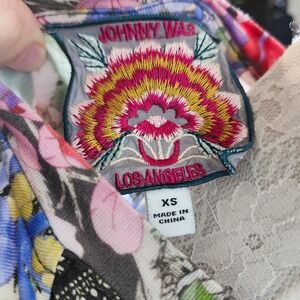 JOHNNY WAS
LOS ANGELES
XS
MADE IN
CHINA